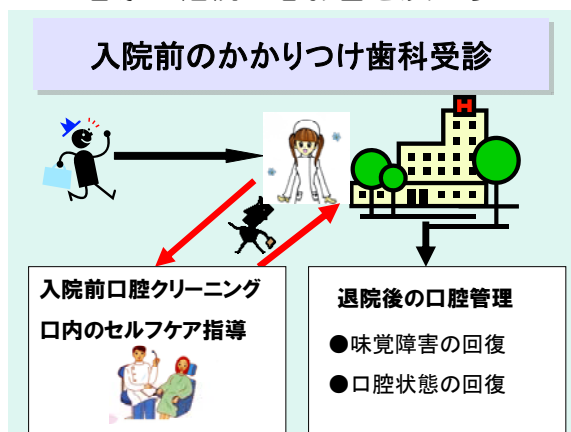 入院前のかかりつけ歯科受診
H
入院前口腔クリーニング
口内のセルフケア指導
退院後の口腔管理
●味覚障害の回復
●口腔状態の回復